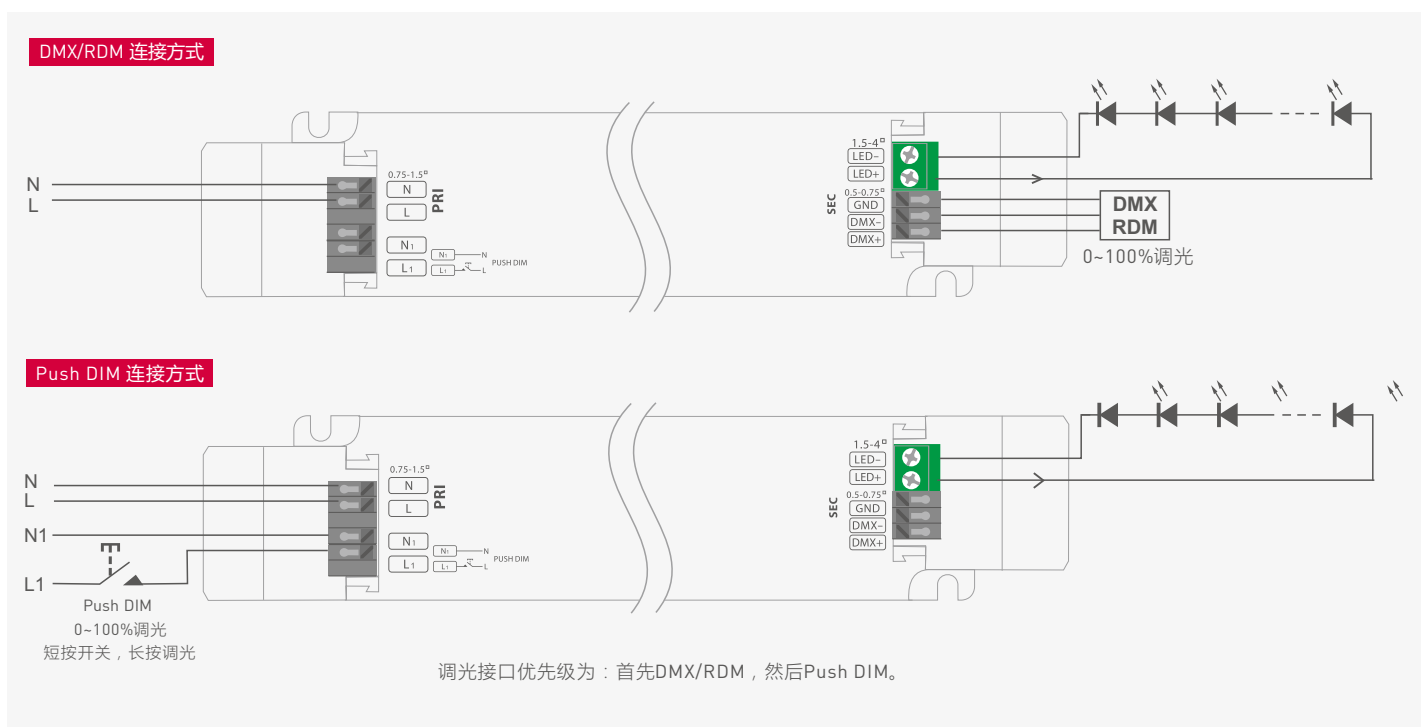 DMX/RDM 连接方式
N
L
0.75-1.5▫
N
L
PRI
N1
L1
N1
N
L1
L
PUSH DIM
1.5-4▫
LED-
LED+
SEC
0.5-0.75▫
GND
DMX-
DMX+
DMX
RDM
0~100%调光
Push DIM 连接方式
N
L
N1
L1
Push DIM
0~100%调光
短按开关，长按调光
0.75-1.5▫
N
L
PRI
N1
L1
N1
N
L1
L
PUSH DIM
1.5-4▫
LED-
LED+
SEC
0.5-0.75▫
GND
DMX-
DMX+
调光接口优先级为：首先DMX/RDM，然后Push DIM。